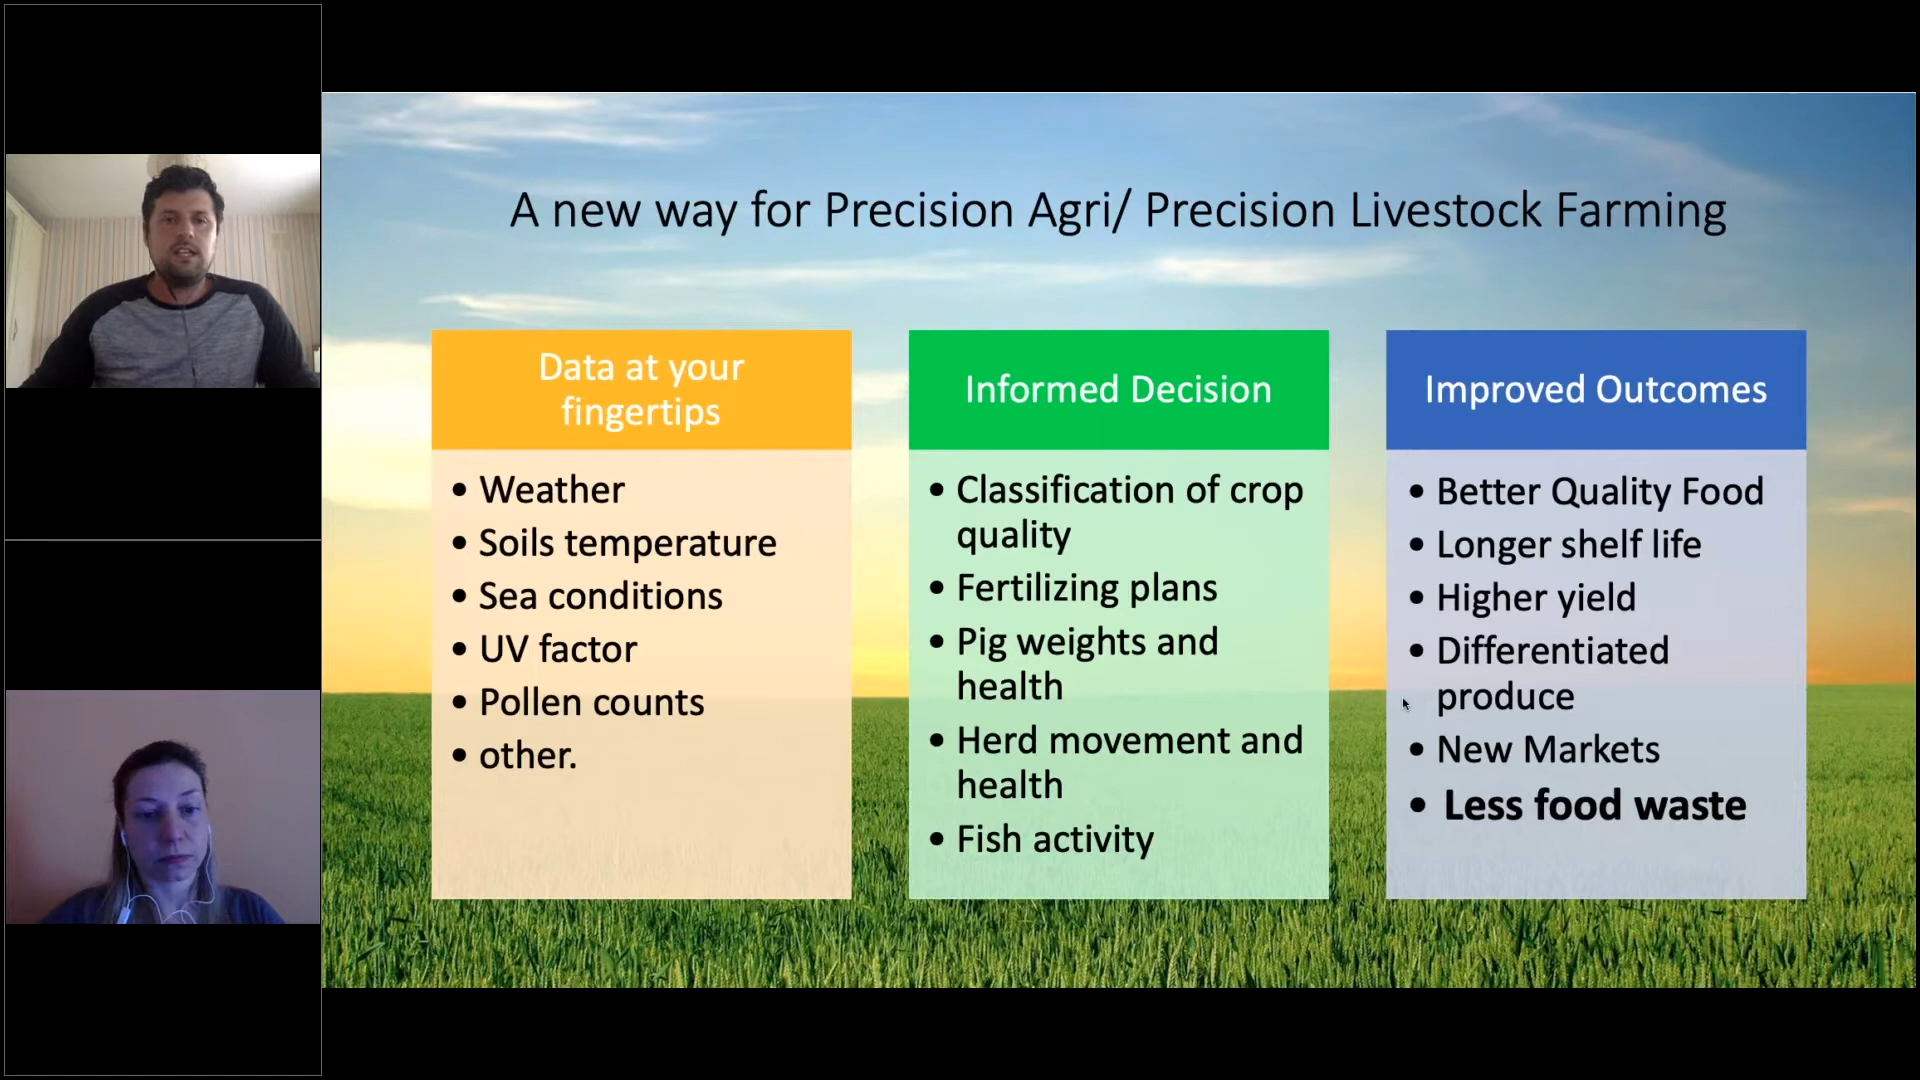 A new way for Precision Agri/ Precision Livestock Farming
Data at your
fingertips
• Weather
• Soils temperature
• Sea conditions
• UV factor
• Pollen counts
• other.
Informed Decision
• Classification of crop
quality
• Fertilizing plans
• Pig weights and
health
• Herd movement and
health
• Fish activity
Improved Outcomes
• Better Quality Food
• Longer shelf life
• Higher yield
• Differentiated
produce
• New Markets
• Less food waste